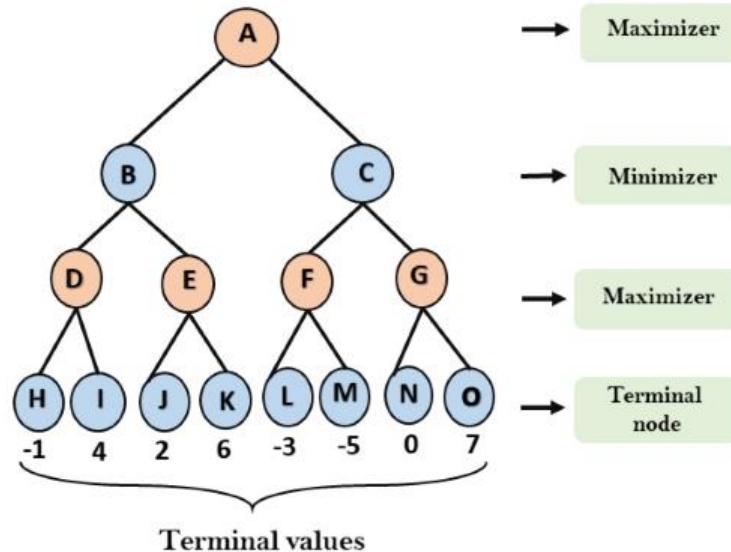 A
Maximizer
B
C
Minimizer
D
E
F
G
Maximizer
H
I
J
K
L
M
N
O
Terminal
node
-1
4
2
6
-3
-5
0
7
Terminal values